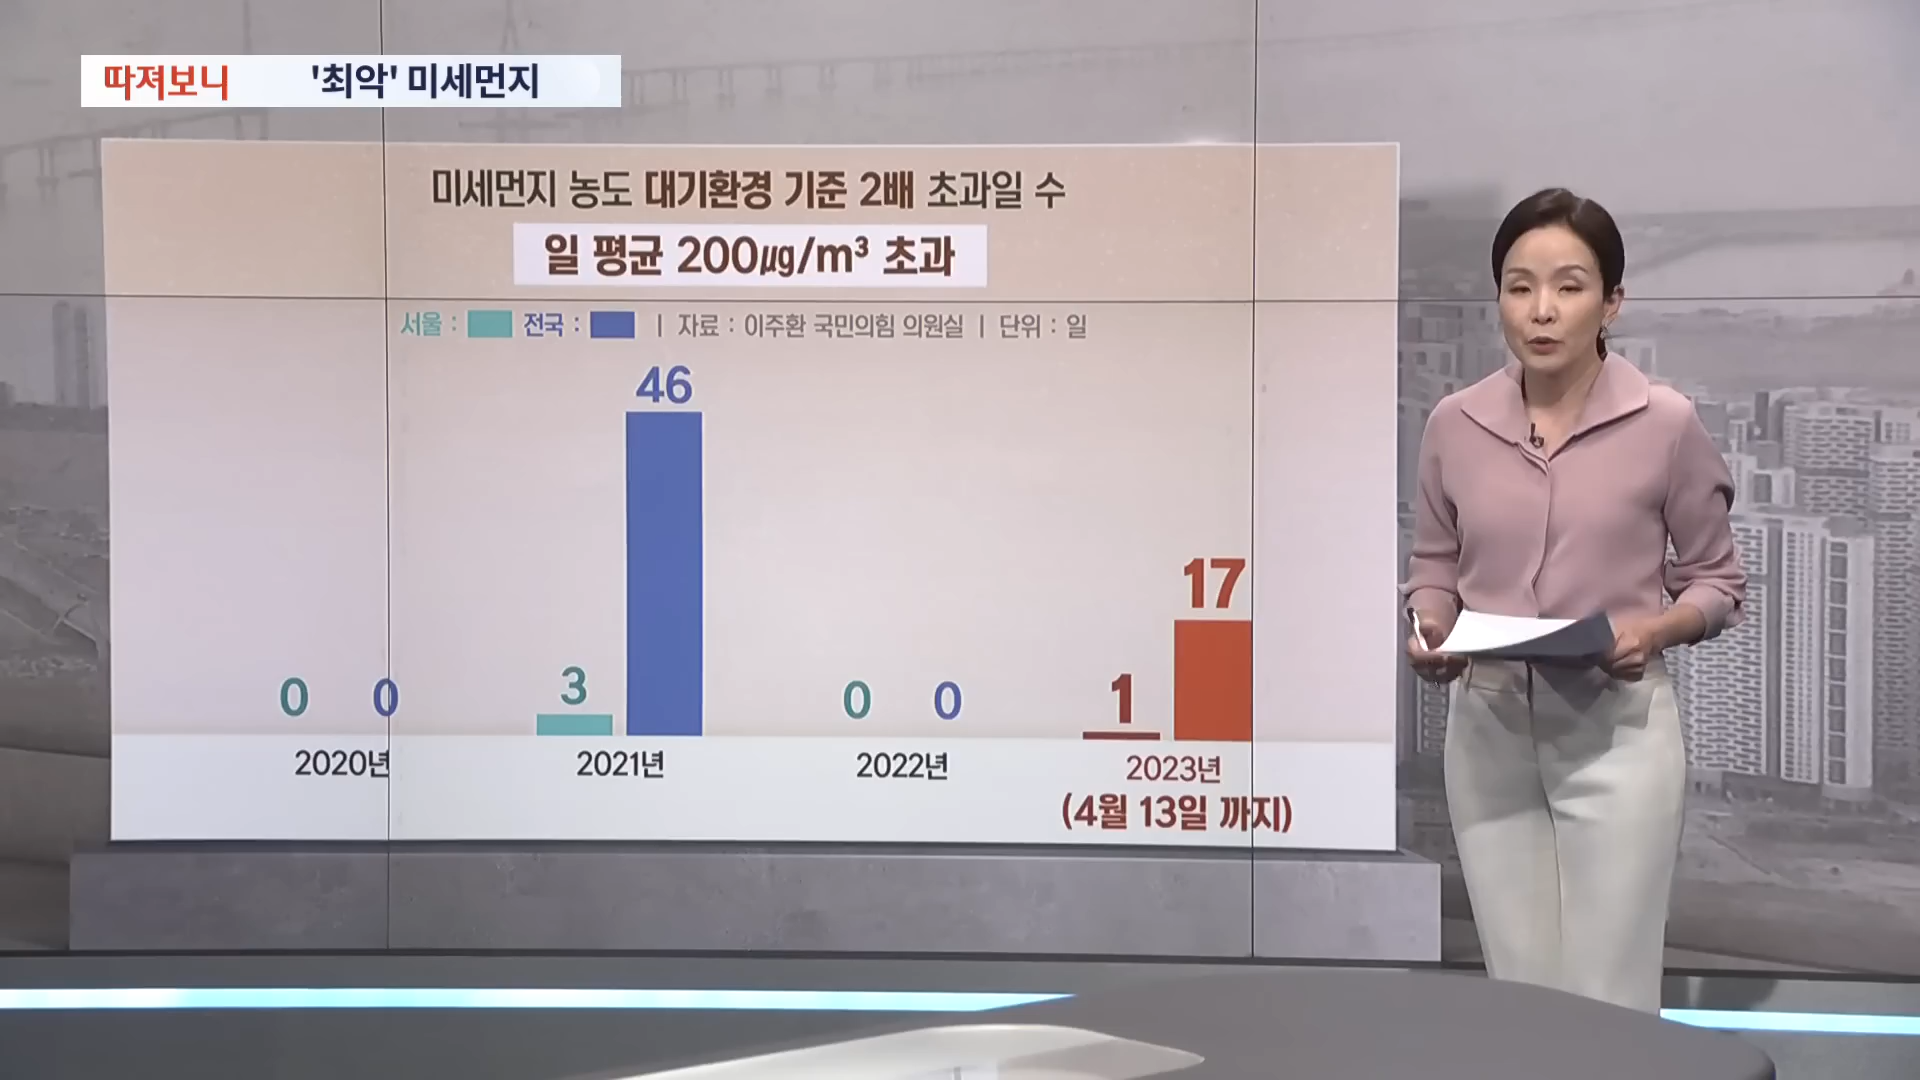 따져보니 '최악' 미세먼지
미세먼지 농도 대기환경 기준 2배 초과일 수
일 평균 200㎍/m³ 초과
서울 : 전국 : | 자료 : 이주환 국민의힘 의원실 | 단위 : 일
46
17
3
1
0 0
0 0
2020년 2021년 2022년 2023년
(4월 13일 까지)